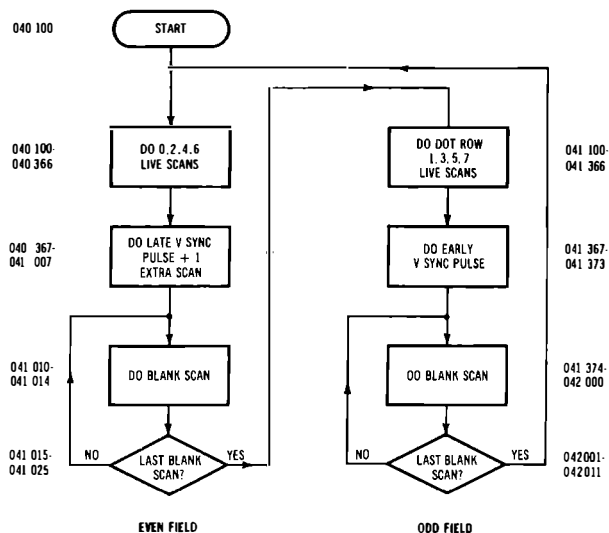 040 100
START
040 100-
040 366
DO 0,2,4,6
LIVE SCANS
DO DOT ROW
1, 3, 5, 7
LIVE SCANS
041 100-
041 366
040 367-
041 007
DO LATE V SYNC
PULSE + 1
EXTRA SCAN
DO EARLY
V SYNC PULSE
041 367-
041 373
041 010-
041 014
DO BLANK SCAN
OO BLANK SCAN
041 374-
042 000
041 015-
041 025
NO
LAST BLANK
SCAN?
YES
NO
LAST BLANK
SCAN?
YES
042001-
042011
EVEN FIELD
ODD FIELD